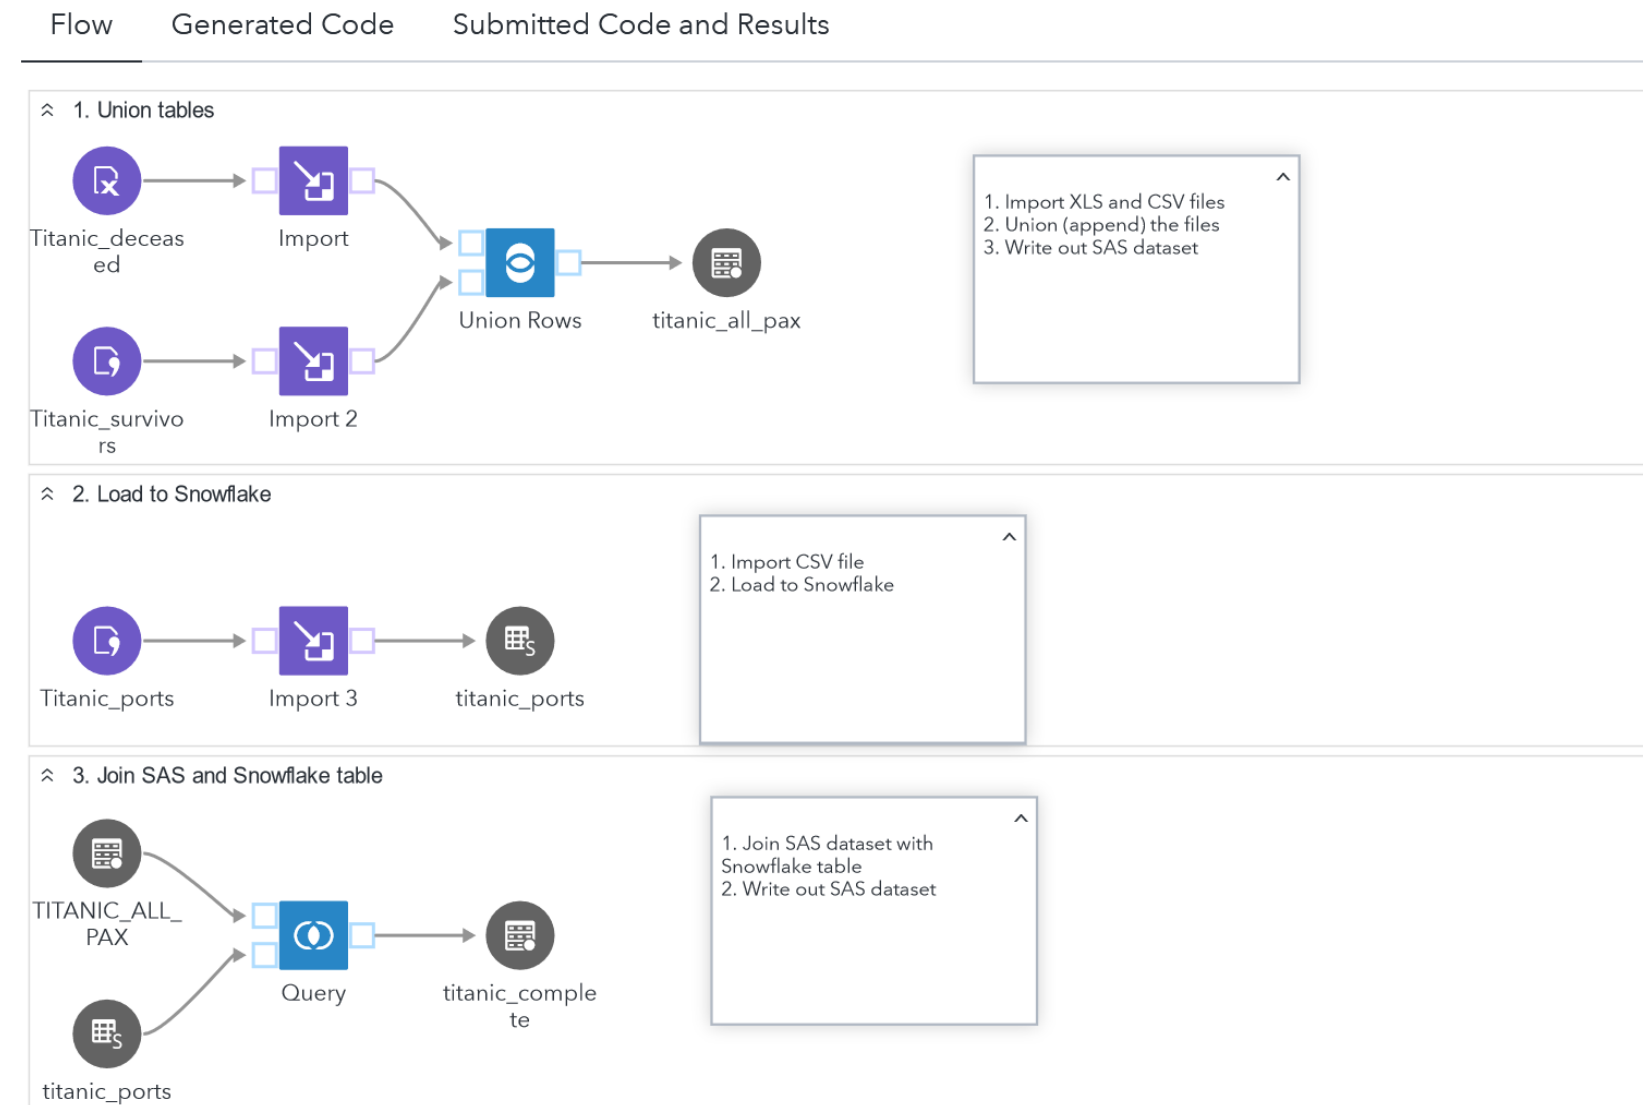 Flow Generated Code Submitted Code and Results
1. Union tables
Titanic_deceas
ed
Import
Titanic_survivo
rs
Import 2
Union Rows
titanic_all_pax
1. Import XLS and CSV files
2. Union (append) the files
3. Write out SAS dataset
2. Load to Snowflake
Titanic_ports
Import 3
titanic_ports
1. Import CSV file
2. Load to Snowflake
3. Join SAS and Snowflake table
TITANIC_ALL_
PAX
titanic_ports
Query
titanic_comple
te
1. Join SAS dataset with
Snowflake table
2. Write out SAS dataset